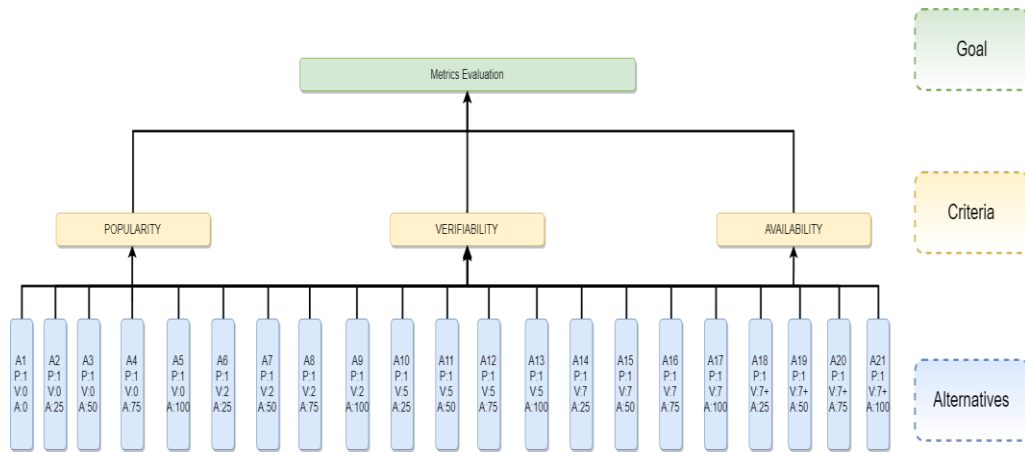 Goal
Metrics Evaluation
Criteria
POPULARITY
VERIFIABILITY
AVAILABILITY
A1
P:1
V:0
A:0
A2
P:1
V:0
A:25
A3
P:1
V:0
A:50
A4
P:1
V:0
A:75
A5
P:1
V:0
A:100
A6
P:1
V:2
A:25
A7
P:1
V:2
A:50
A8
P:1
V:2
A:75
A9
P:1
V:2
A:100
A10
P:1
V:5
A:25
A11
P:1
V:5
A:50
A12
P:1
V:5
A:75
A13
P:1
V:5
A:100
A14
P:1
V:7
A:25
A15
P:1
V:7
A:50
A16
P:1
V:7
A:75
A17
P:1
V:7
A:100
A18
P:1
V:7+
A:25
A19
P:1
V:7+
A:50
A20
P:1
V:7+
A:75
A21
P:1
V:7+
A:100
Alternatives